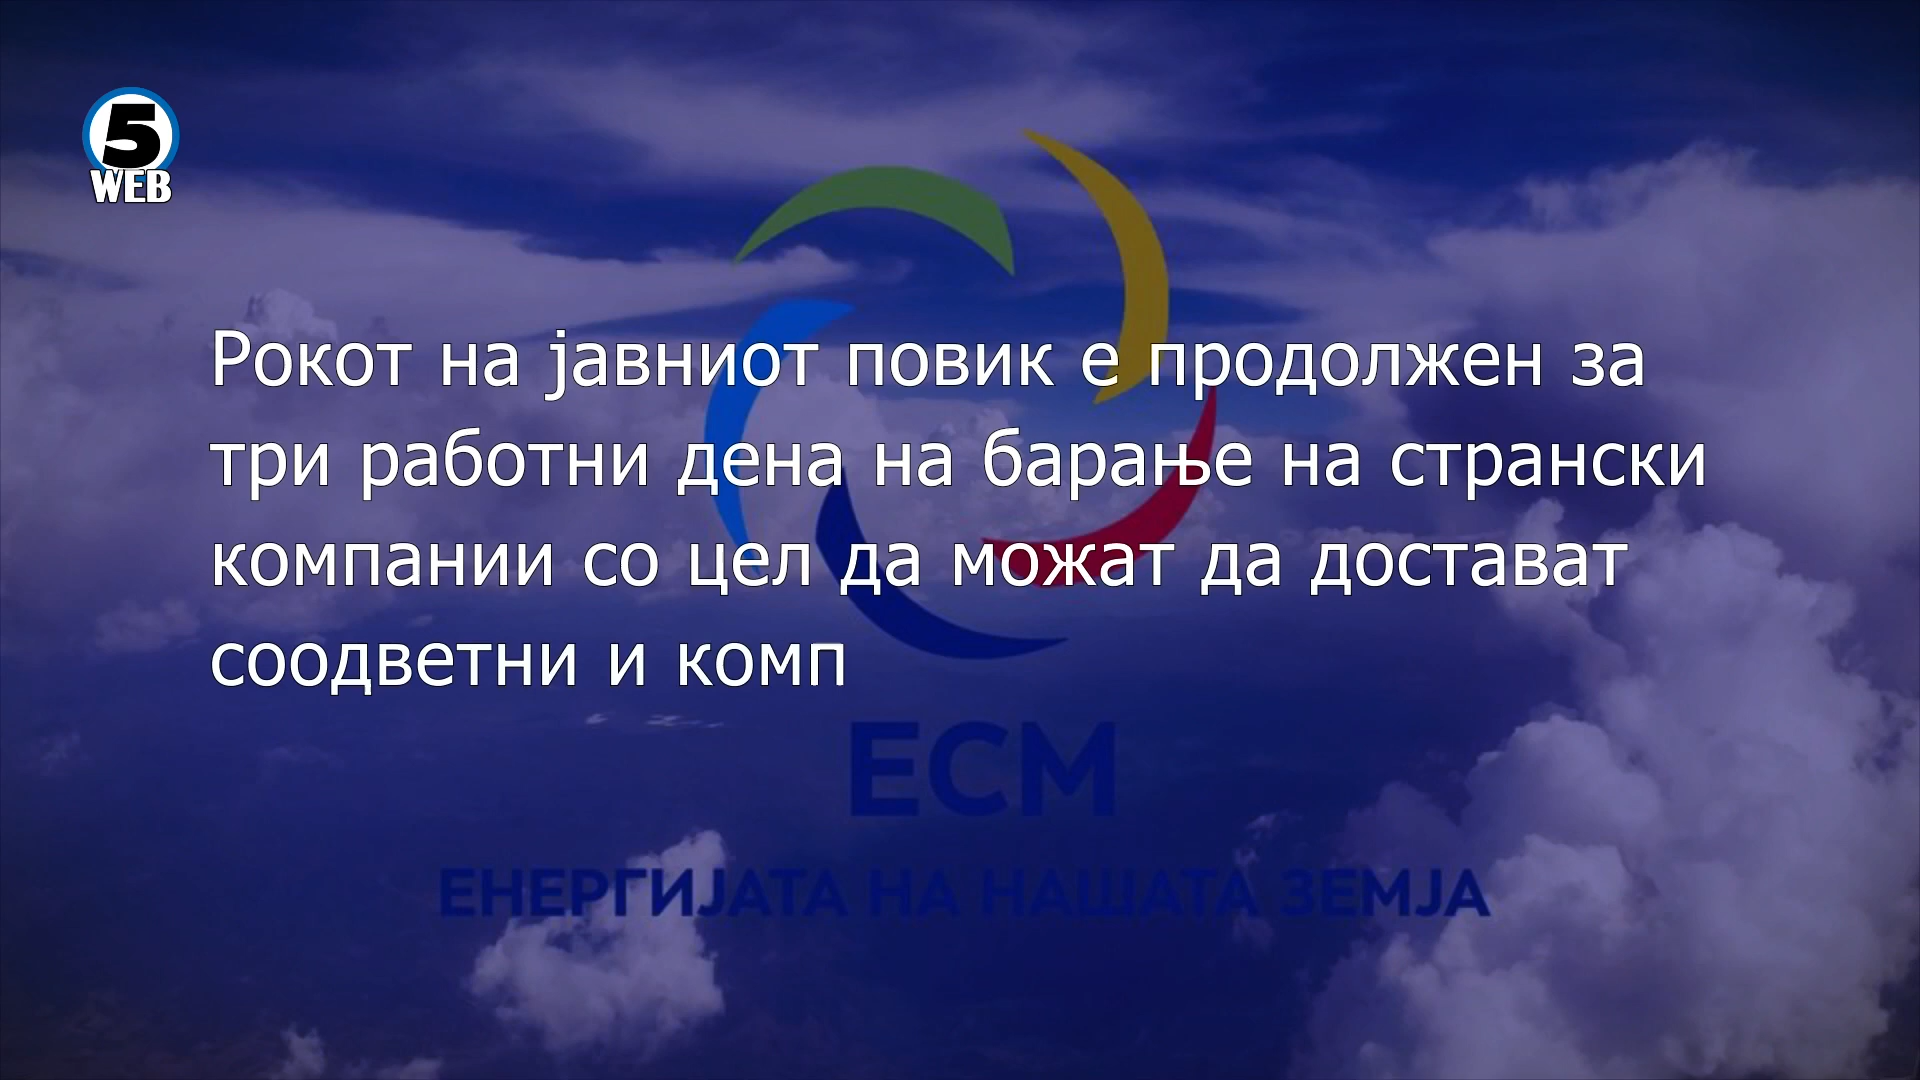 5
WEB
Рокот на јавниот повик е продолжен за
три работни дена на барање на странски
компании со цел да можат да достават
соодветни и комп
ЕСМ
ЕНЕРГИЈАТА НА НАШАТА ЗЕМЈА